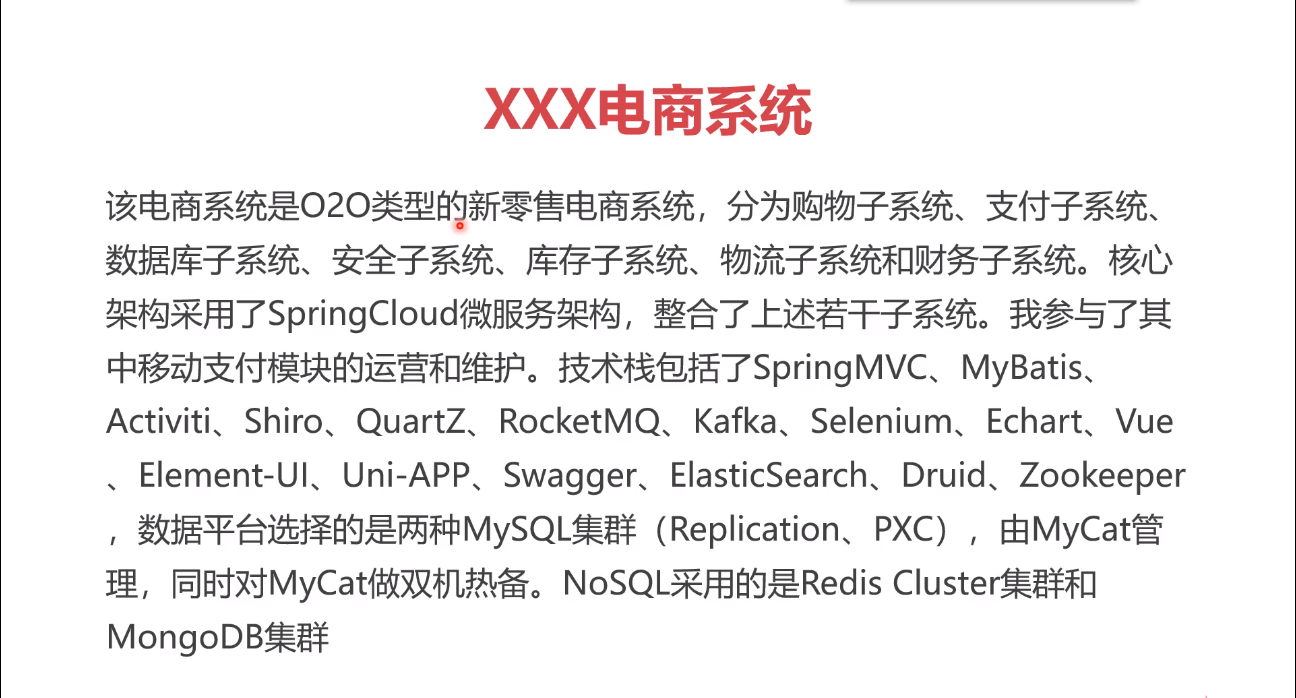 XXX电商系统
该电商系统是O2O类型的新零售电商系统，分为购物子系统、支付子系统、
数据库子系统、安全子系统、库存子系统、物流子系统和财务子系统。核心
架构采用了SpringCloud微服务架构，整合了上述若干子系统。我参与了其
中移动支付模块的运营和维护。技术栈包括了SpringMVC、MyBatis、
Activiti、Shiro、QuartZ、RocketMQ、Kafka、Selenium、Echart、Vue
、Element-UI、Uni-APP、Swagger、ElasticSearch、Druid、Zookeeper
，数据平台选择的是两种MySQL集群（Replication、PXC），由MyCat管
理，同时对MyCat做双机热备。NoSQL采用的是Redis Cluster集群和
MongoDB集群